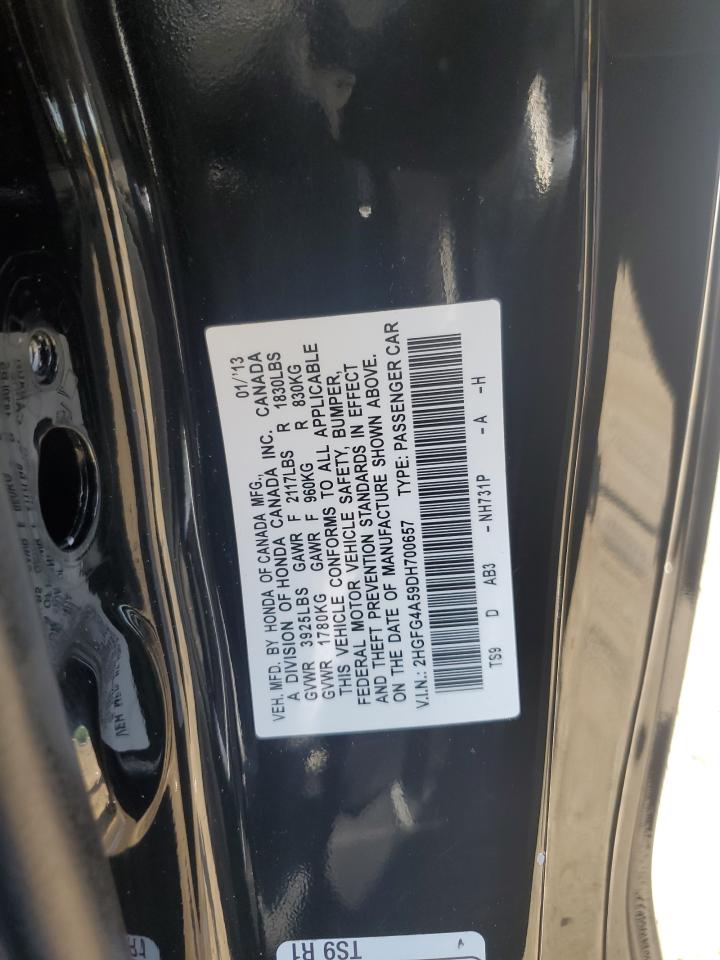 VEH. MFD. BY HONDA OF CANADA MFG., 01/'13
A DIVISION OF HONDA CANADA INC. CANADA
GVWR 3925LBS GAWR F 2117LBS R 1830LBS
GVWR 1780KG GAWR F 960KG R 830KG
THIS VEHICLE CONFORMS TO ALL APPLICABLE
FEDERAL MOTOR VEHICLE SAFETY, BUMPER,
AND THEFT PREVENTION STANDARDS IN EFFECT
ON THE DATE OF MANUFACTURE SHOWN ABOVE.
V.I.N.: 2HGFG4A59DH700657 TYPE: PASSENGER CAR
TS9 D AB3 - NH731P - A - H
TS9 R1